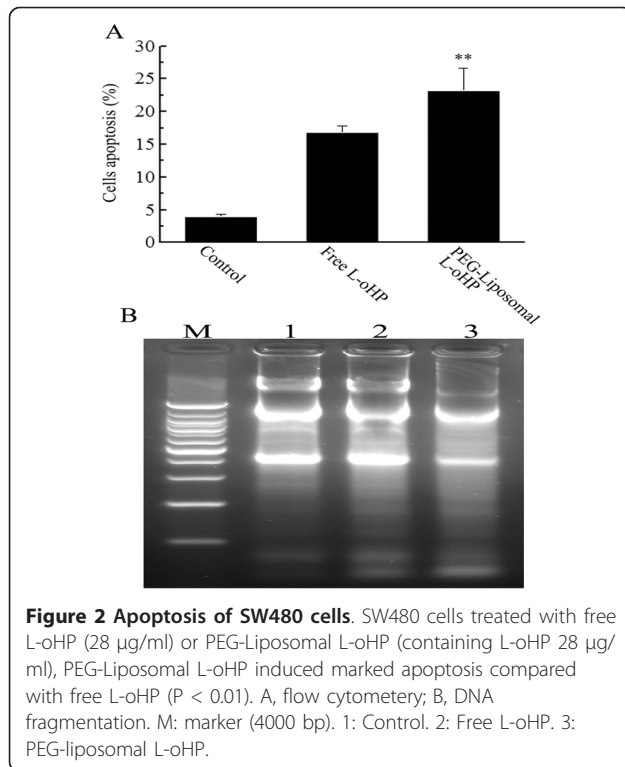 A
30
25
20
15
10
5
0
Cells apoptosis (%)
**
Control
Free L-oHP
PEG-Liposomal
L-oHP
B
M 1 2 3
Figure 2 Apoptosis of SW480 cells. SW480 cells treated with free
L-oHP (28 μg/ml) or PEG-Liposomal L-oHP (containing L-oHP 28 μg/
ml), PEG-Liposomal L-oHP induced marked apoptosis compared
with free L-oHP (P < 0.01). A, flow cytometery; B, DNA
fragmentation. M: marker (4000 bp). 1: Control. 2: Free L-oHP. 3:
PEG-liposomal L-oHP.